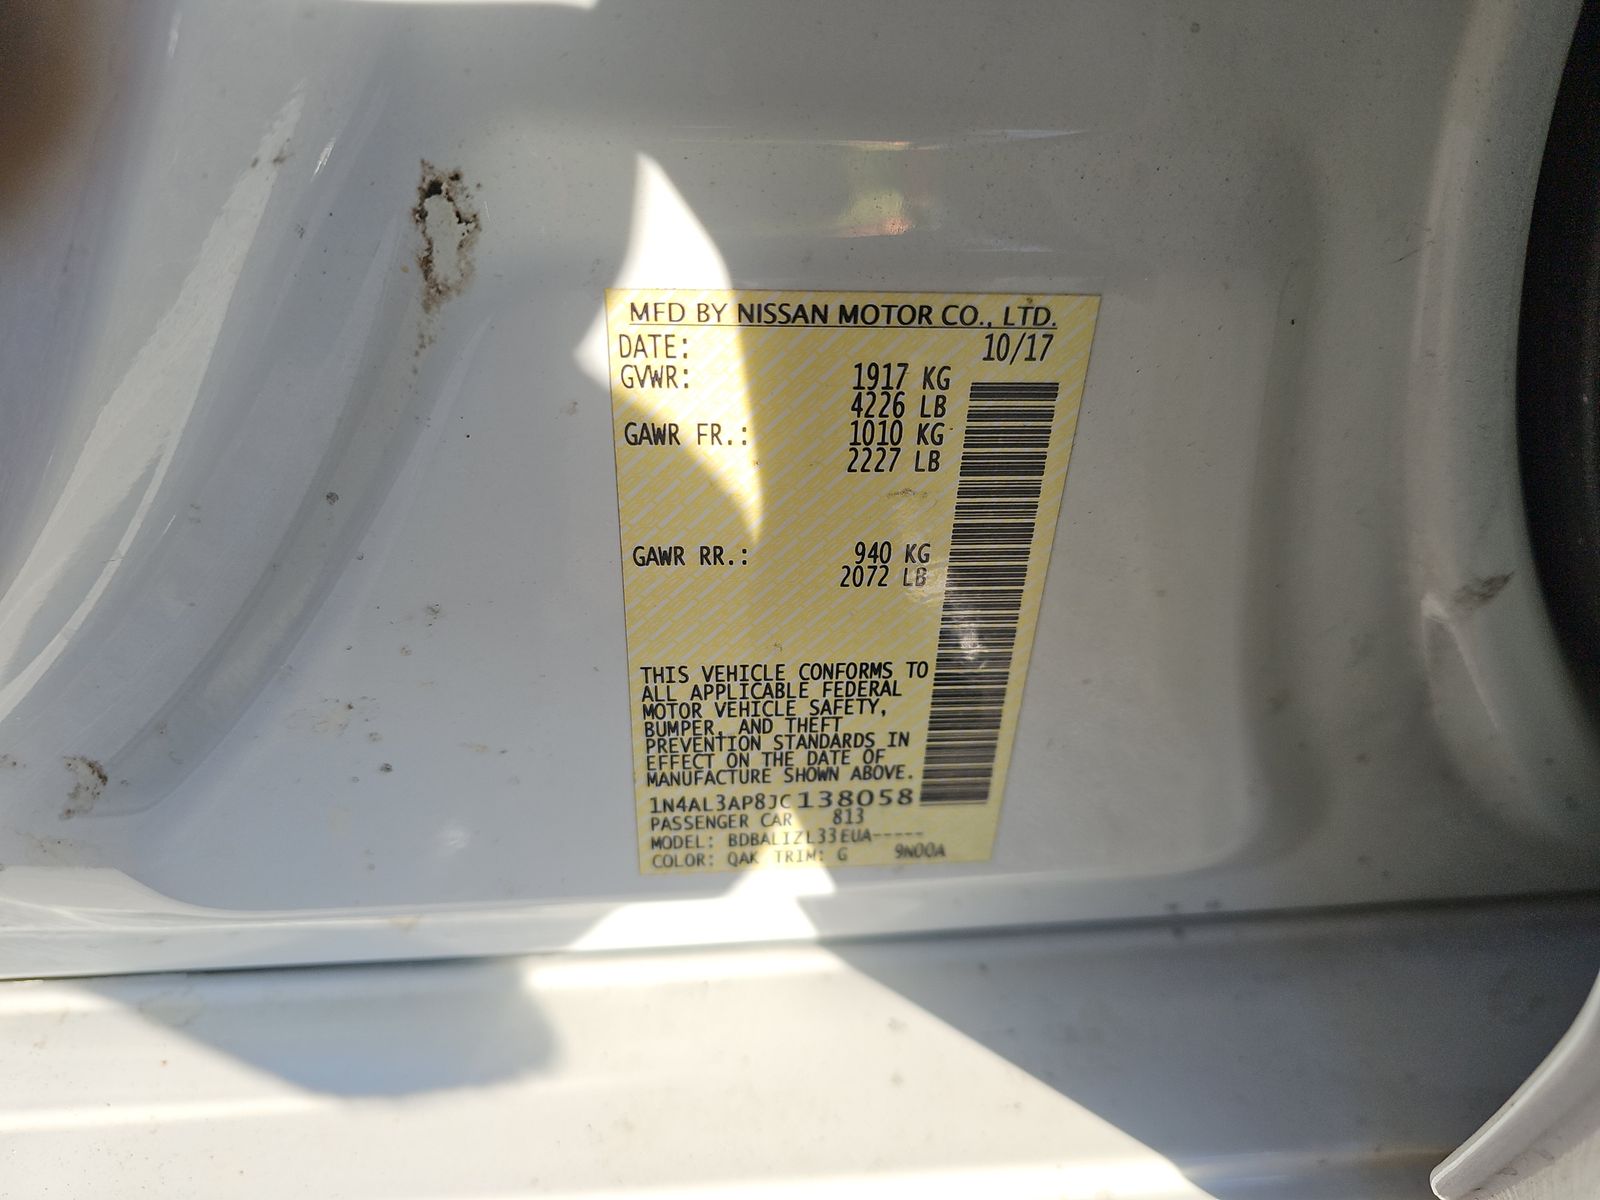 MFD BY NISSAN MOTOR CO., LTD.
DATE: 10/17
GVWR: 1917 KG
4226 LB
GAWR FR.: 1010 KG
2227 LB
GAWR RR.: 940 KG
2072 LB
THIS VEHICLE CONFORMS TO
ALL APPLICABLE FEDERAL
MOTOR VEHICLE SAFETY,
BUMPER, AND THEFT
PREVENTION STANDARDS IN
EFFECT ON THE DATE OF
MANUFACTURE SHOWN ABOVE.
1N4AL3AP8JC138058
PASSENGER CAR 813
MODEL: BDBALIZL33EUA-----
COLOR: QAK TRIM: G 9N00A